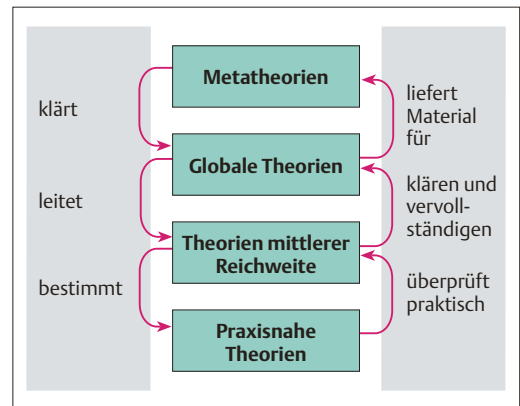 Metatheorien
klärt
liefert
Material
für
Globale Theorien
leitet
klären und
vervoll-
ständigen
Theorien mittlerer
Reichweite
bestimmt
überprüft
praktisch
Praxisnahe
Theorien